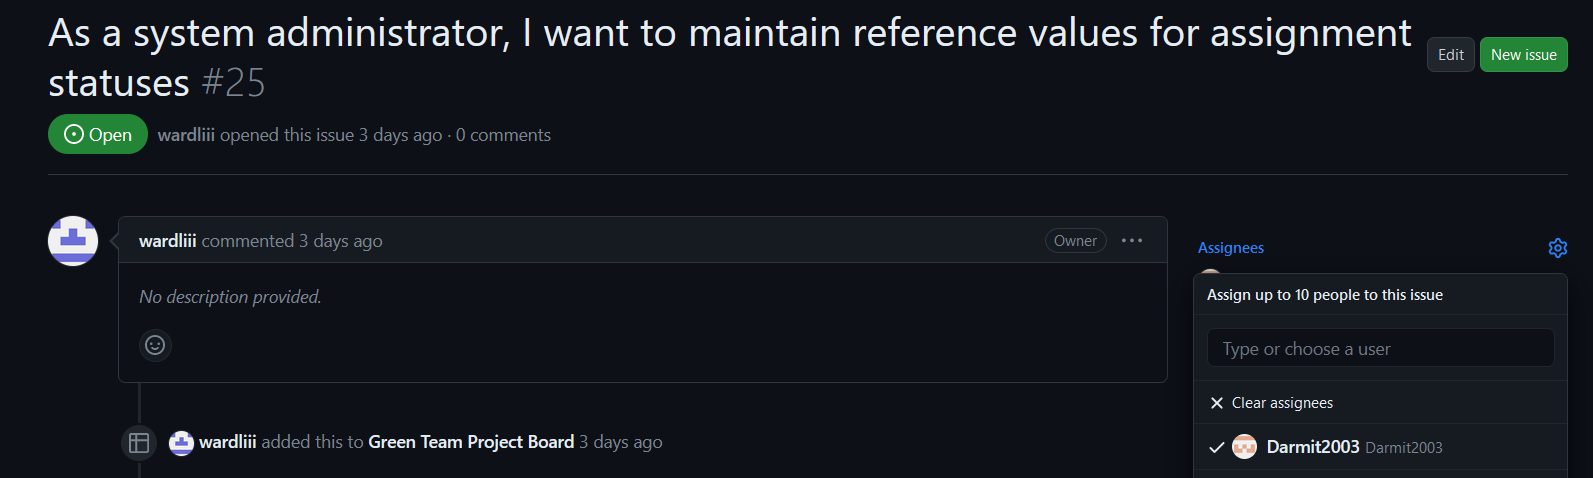 As a system administrator, I want to maintain reference values for assignment
statuses #25
Edit
New issue
Open
wardliii opened this issue 3 days ago · 0 comments
wardliii commented 3 days ago
Owner
No description provided.
wardliii added this to Green Team Project Board 3 days ago
Assignees
Assign up to 10 people to this issue
Type or choose a user
Clear assignees
Darmit2003 Darmit2003